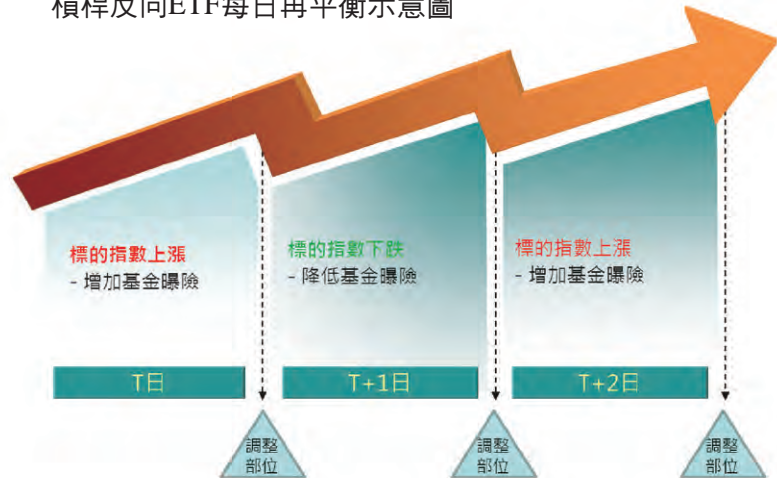 槓桿反向ETF每日再平衡示意圖
標的指數上漲
- 增加基金曝險
標的指數下跌
- 降低基金曝險
標的指數上漲
- 增加基金曝險
T日
T+1日
T+2日
調整
部位
調整
部位
調整
部位